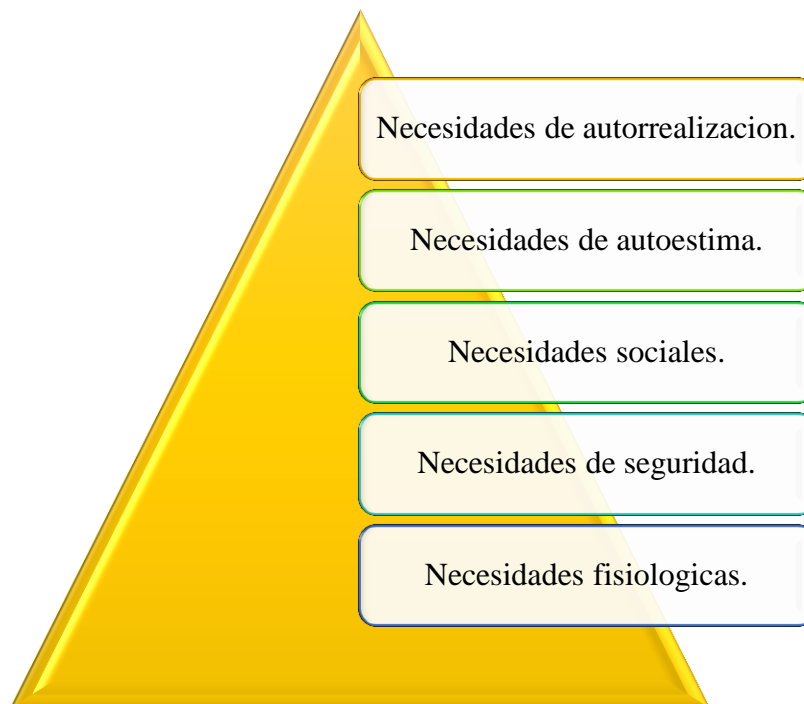 Necesidades de autorrealizacion.
Necesidades de autoestima.
Necesidades sociales.
Necesidades de seguridad.
Necesidades fisiologicas.